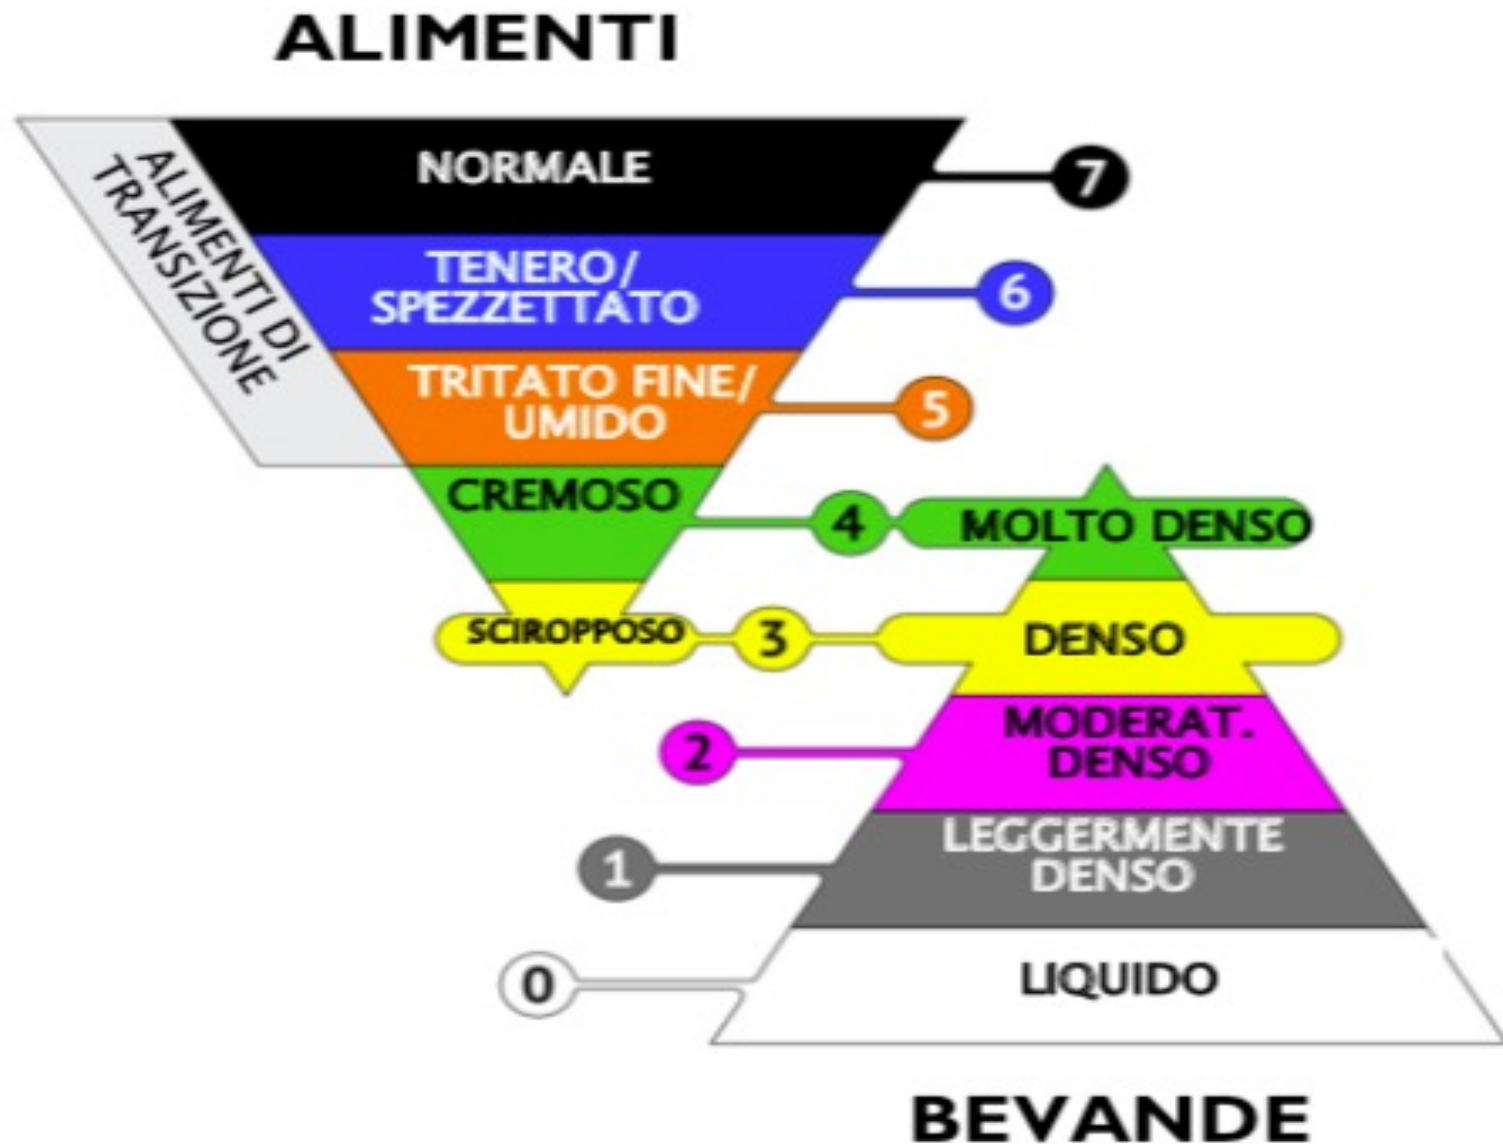 ALIMENTI
ALIMENTI DI
TRANSIZIONE
NORMALE
7
TENERO/
SPEZZETTATO
6
TRITATO FINE/
UMIDO
5
CREMOSO
4
MOLTO DENSO
SCIROPPOSO
3
DENSO
2
MODERAT.
DENSO
1
LEGGERMENTE
DENSO
0
LIQUIDO
BEVANDE